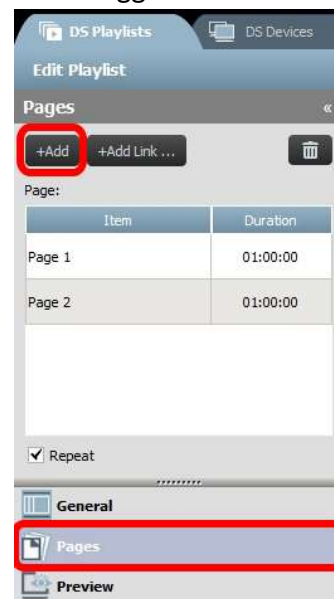 DS Playlists DS Devices
Edit Playlist
Pages «
+Add +Add Link ...
Page:
Item Duration
Page 1 01:00:00
Page 2 01:00:00
Repeat
General
Pages
Preview